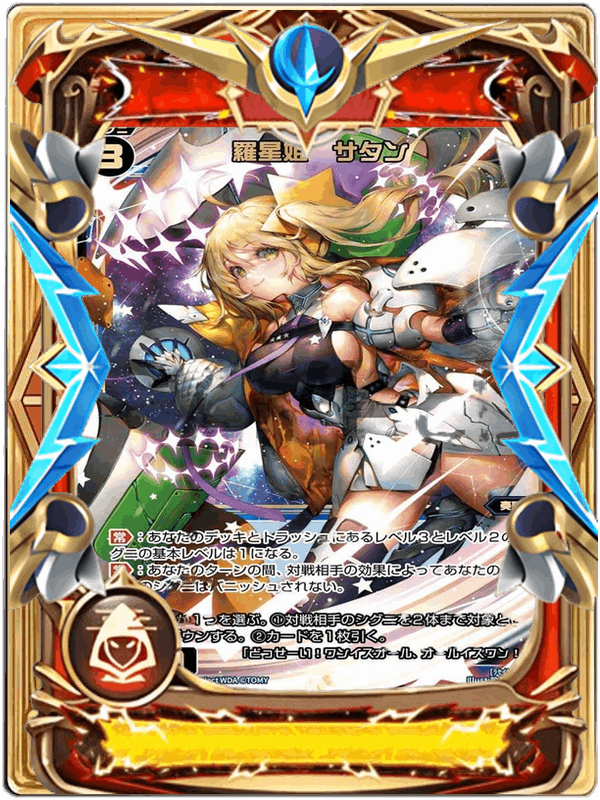 3
羅星姫 サタン
常：あなたのデッキとトラッシュにあるレベル３とレベル２の
グニの基本レベルは１になる。
：あなたのターンの間、対戦相手の効果によってあなたの
のシグニはバニッシュされない。
１つを選ぶ。①対戦相手のシグニを２体まで対象と
ウンする。②カードを１枚引く。
「どっせーい！ワンイズオール、オールイズワン！
ject WDA ©TOMY
Illust